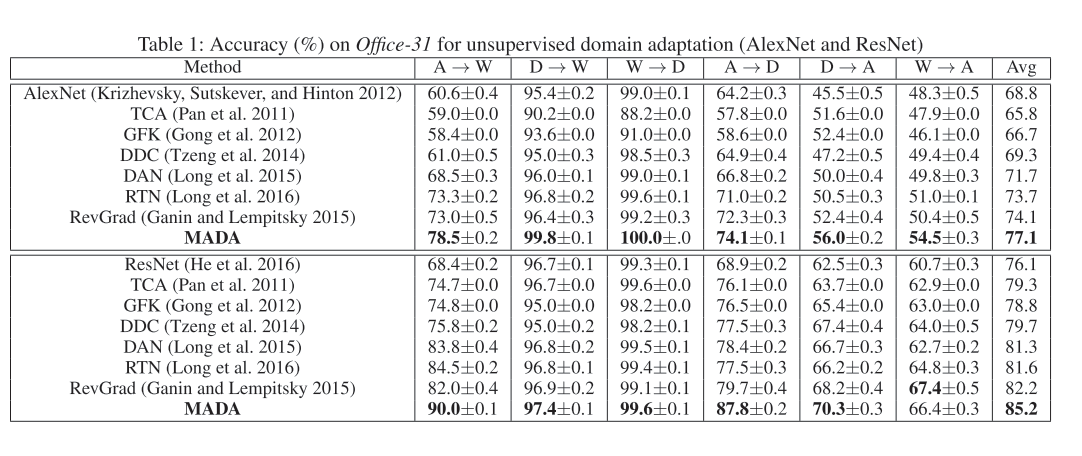 Table 1: Accuracy (%) on Office-31 for unsupervised domain adaptation (AlexNet and ResNet)
Method A → W D → W W → D A → D D → A W → A Avg
AlexNet (Krizhevsky, Sutskever, and Hinton 2012) 60.6±0.4 95.4±0.2 99.0±0.1 64.2±0.3 45.5±0.5 48.3±0.5 68.8
TCA (Pan et al. 2011) 59.0±0.0 90.2±0.0 88.2±0.0 57.8±0.0 51.6±0.0 47.9±0.0 65.8
GFK (Gong et al. 2012) 58.4±0.0 93.6±0.0 91.0±0.0 58.6±0.0 52.4±0.0 46.1±0.0 66.7
DDC (Tzeng et al. 2014) 61.0±0.5 95.0±0.3 98.5±0.3 64.9±0.4 47.2±0.5 49.4±0.4 69.3
DAN (Long et al. 2015) 68.5±0.3 96.0±0.1 99.0±0.1 66.8±0.2 50.0±0.4 49.8±0.3 71.7
RTN (Long et al. 2016) 73.3±0.2 96.8±0.2 99.6±0.1 71.0±0.2 50.5±0.3 51.0±0.1 73.7
RevGrad (Ganin and Lempitsky 2015) 73.0±0.5 96.4±0.3 99.2±0.3 72.3±0.3 52.4±0.4 50.4±0.5 74.1
MADA 78.5±0.2 99.8±0.1 100.0±.0 74.1±0.1 56.0±0.2 54.5±0.3 77.1
ResNet (He et al. 2016) 68.4±0.2 96.7±0.1 99.3±0.1 68.9±0.2 62.5±0.3 60.7±0.3 76.1
TCA (Pan et al. 2011) 74.7±0.0 96.7±0.0 99.6±0.0 76.1±0.0 63.7±0.0 62.9±0.0 79.3
GFK (Gong et al. 2012) 74.8±0.0 95.0±0.0 98.2±0.0 76.5±0.0 65.4±0.0 63.0±0.0 78.8
DDC (Tzeng et al. 2014) 75.8±0.2 95.0±0.2 98.2±0.1 77.5±0.3 67.4±0.4 64.0±0.5 79.7
DAN (Long et al. 2015) 83.8±0.4 96.8±0.2 99.5±0.1 78.4±0.2 66.7±0.3 62.7±0.2 81.3
RTN (Long et al. 2016) 84.5±0.2 96.8±0.1 99.4±0.1 77.5±0.3 66.2±0.2 64.8±0.3 81.6
RevGrad (Ganin and Lempitsky 2015) 82.0±0.4 96.9±0.2 99.1±0.1 79.7±0.4 68.2±0.4 67.4±0.5 82.2
MADA 90.0±0.1 97.4±0.1 99.6±0.1 87.8±0.2 70.3±0.3 66.4±0.3 85.2